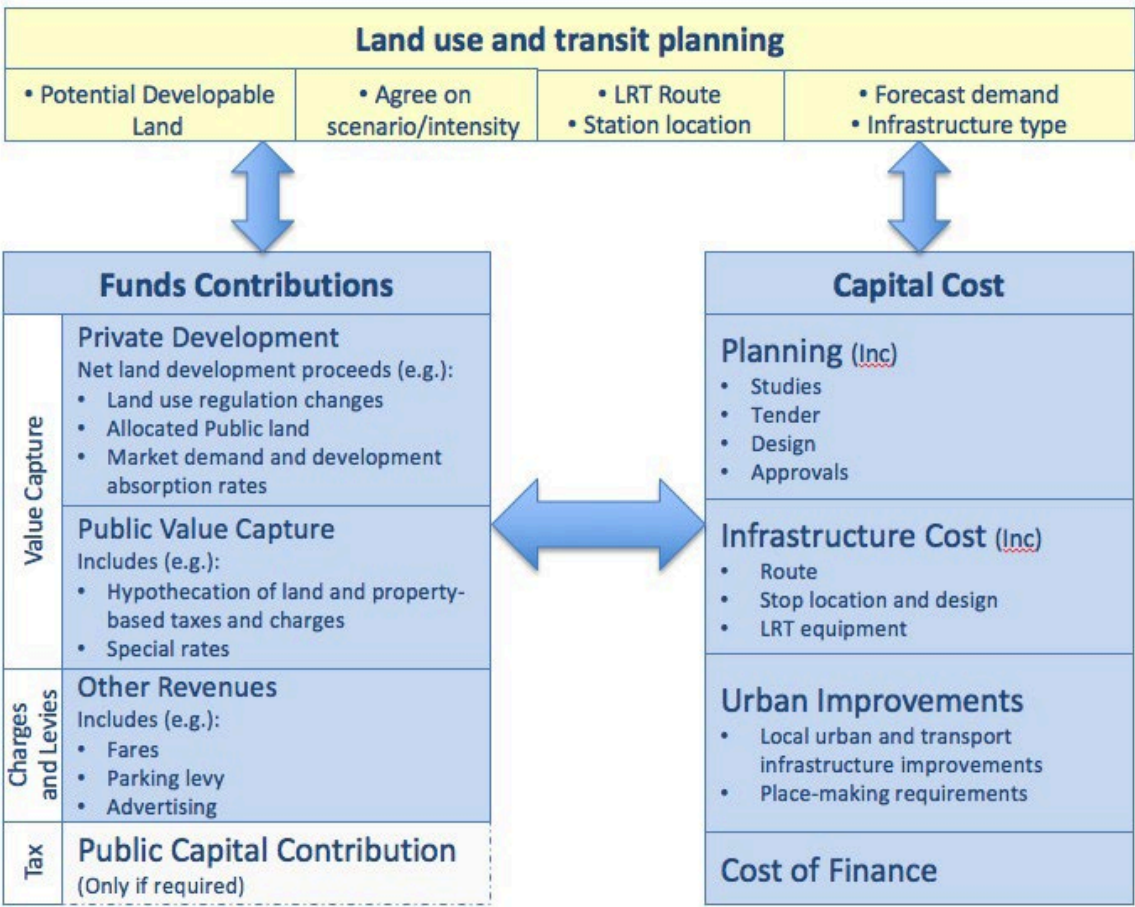 Land use and transit planning
• Potential Developable
Land
• Agree on
scenario/intensity
• LRT Route
• Station location
• Forecast demand
• Infrastructure type
Funds Contributions
Value Capture
Private Development
Net land development proceeds (e.g.):
• Land use regulation changes
• Allocated Public land
• Market demand and development
absorption rates
Public Value Capture
Includes (e.g.):
• Hypothecation of land and property-
based taxes and charges
• Special rates
Charges
and Levies
Other Revenues
Includes (e.g.):
• Fares
• Parking levy
• Advertising
Tax
Public Capital Contribution
(Only if required)
Capital Cost
Planning (Inc)
• Studies
• Tender
• Design
• Approvals
Infrastructure Cost (Inc)
• Route
• Stop location and design
• LRT equipment
Urban Improvements
• Local urban and transport
infrastructure improvements
• Place-making requirements
Cost of Finance